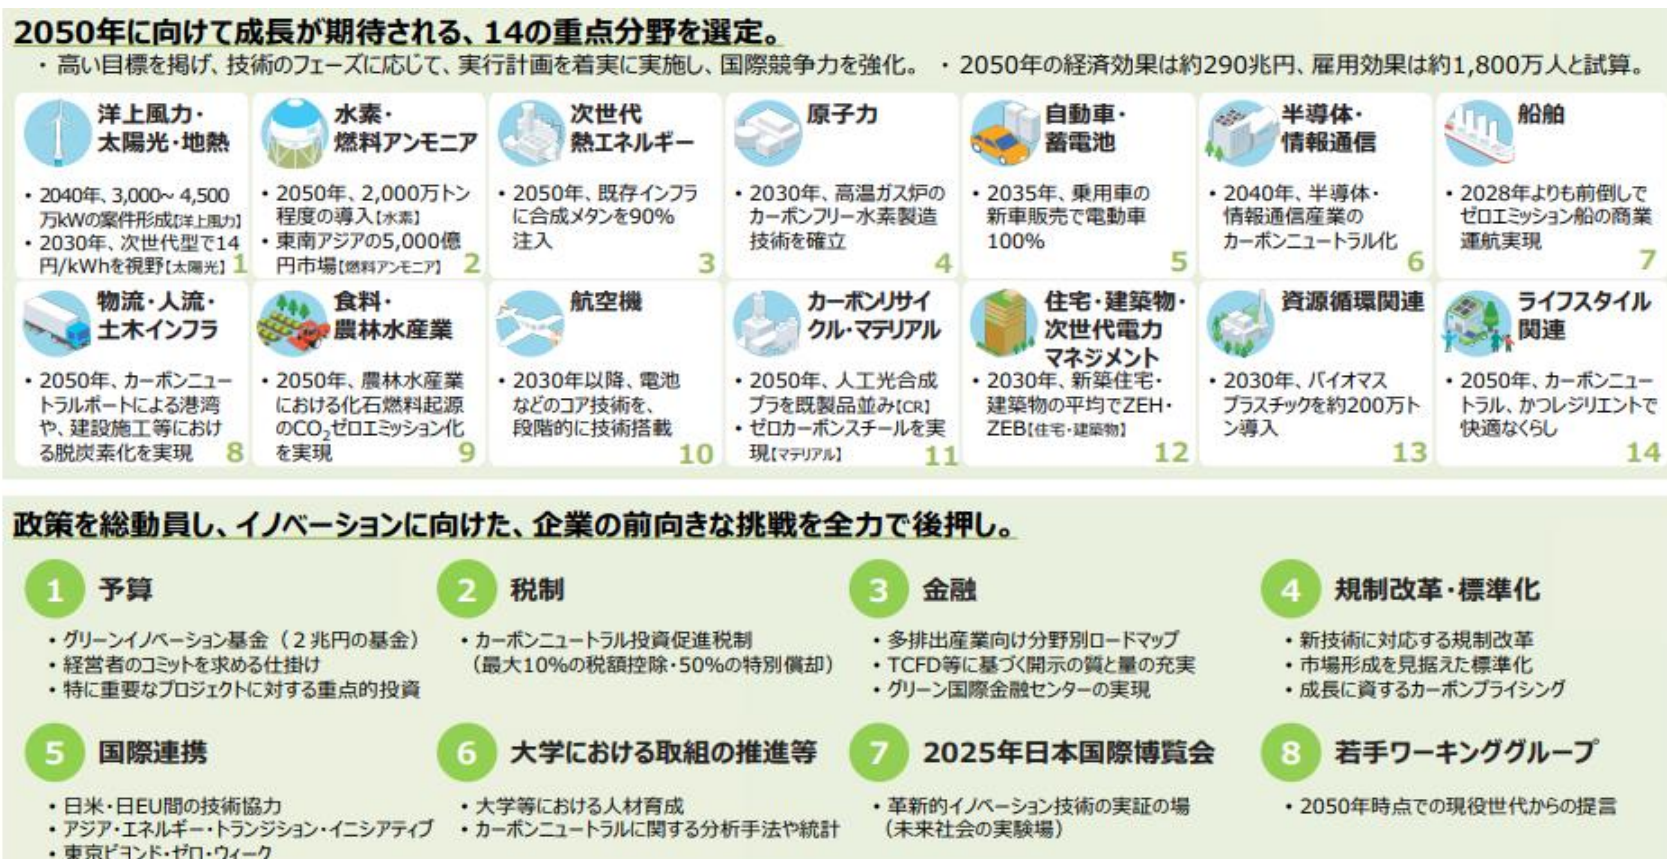 2050年に向けて成長が期待される、14の重点分野を選定。
・高い目標を掲げ、技術のフェーズに応じて、実行計画を着実に実施し、国際競争力を強化。 ・2050年の経済効果は約290兆円、雇用効果は約1,800万人と試算。
洋上風力・
太陽光・地熱
・2040年、3,000～4,500
万kWの案件形成【洋上風力】
・2030年、次世代型で14
円/kWhを視野【太陽光】
1
水素・
燃料アンモニア
・2050年、2,000万トン
程度の導入【水素】
・東南アジアの5,000億
円市場【燃料アンモニア】
2
次世代
熱エネルギー
・2050年、既存インフラ
に合成メタンを90%
注入
3
原子力
・2030年、高温ガス炉の
カーボンフリー水素製造
技術を確立
4
自動車・
蓄電池
・2035年、乗用車の
新車販売で電動車
100%
5
半導体・
情報通信
・2040年、半導体・
情報通信産業の
カーボンニュートラル化
6
船舶
・2028年よりも前倒しで
ゼロエミッション船の商業
運航実現
7
物流・人流・
土木インフラ
・2050年、カーボンニュー
トラルポートによる港湾
や、建設施工等におけ
る脱炭素化を実現
8
食料・
農林水産業
・2050年、農林水産業
における化石燃料起源
のCO₂ゼロエミッション化
を実現
9
航空機
・2030年以降、電池
などのコア技術を、
段階的に技術搭載
10
カーボンリサイ
クル・マテリアル
・2050年、人工光合成
プラを既製品並み【CR】
・ゼロカーボンスチールを実
現【マテリアル】
11
住宅・建築物・
次世代電力
マネジメント
・2030年、新築住宅・
建築物の平均でZEH・
ZEB【住宅・建築物】
12
資源循環関連
・2030年、バイオマス
プラスチックを約200万ト
ン導入
13
ライフスタイル
関連
・2050年、カーボンニュー
トラル、かつレジリエントで
快適なくらし
14
政策を総動員し、イノベーションに向けた、企業の前向きな挑戦を全力で後押し。
1 予算
・グリーンイノベーション基金（２兆円の基金）
・経営者のコミットを求める仕掛け
・特に重要なプロジェクトに対する重点的投資
2 税制
・カーボンニュートラル投資促進税制
（最大10%の税額控除・50%の特別償却）
3 金融
・多排出産業向け分野別ロードマップ
・TCFD等に基づく開示の質と量の充実
・グリーン国際金融センターの実現
4 規制改革・標準化
・新技術に対応する規制改革
・市場形成を見据えた標準化
・成長に資するカーボンプライシング
5 国際連携
・日米・日EU間の技術協力
・アジア・エネルギー・トランジション・イニシアティブ
・東京ビヨンド・ゼロ・ウィーク
6 大学における取組の推進等
・大学等における人材育成
・カーボンニュートラルに関する分析手法や統計
7 2025年日本国際博覧会
・革新的イノベーション技術の実証の場
（未来社会の実験場）
8 若手ワーキンググループ
・2050年時点での現役世代からの提言